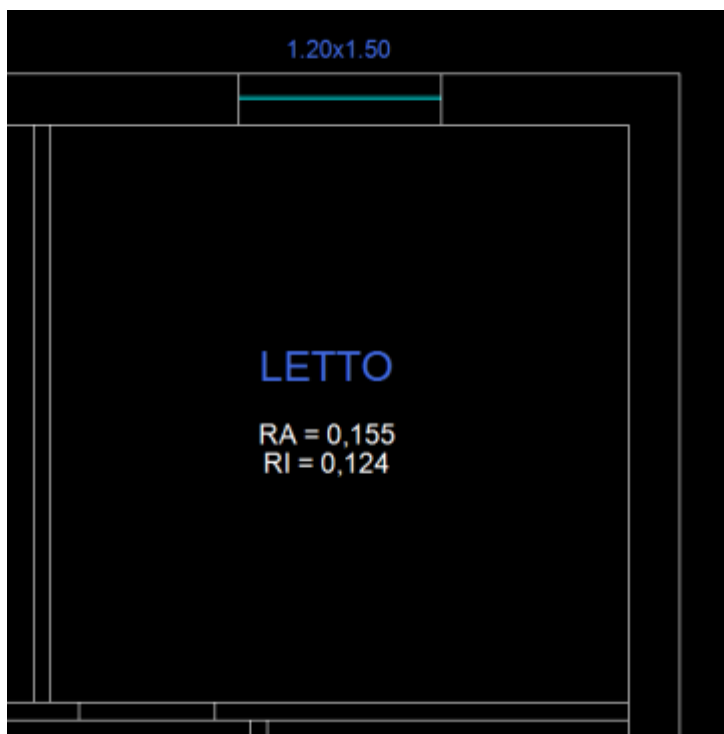 1.20x1.50
LETTO
RA = 0,155
RI = 0,124